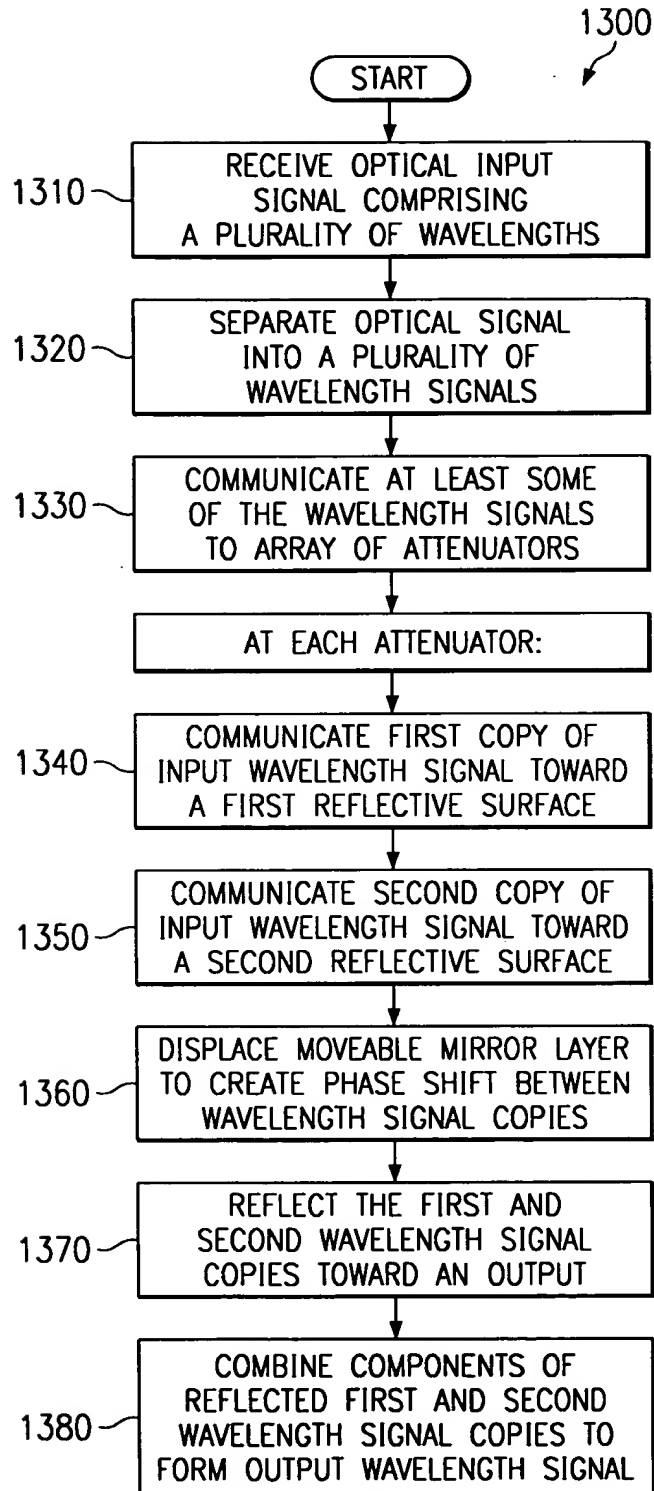 1300
START
1310
RECEIVE OPTICAL INPUT
SIGNAL COMPRISING
A PLURALITY OF WAVELENGTHS
1320
SEPARATE OPTICAL SIGNAL
INTO A PLURALITY OF
WAVELENGTH SIGNALS
1330
COMMUNICATE AT LEAST SOME
OF THE WAVELENGTH SIGNALS
TO ARRAY OF ATTENUATORS
AT EACH ATTENUATOR:
1340
COMMUNICATE FIRST COPY OF
INPUT WAVELENGTH SIGNAL TOWARD
A FIRST REFLECTIVE SURFACE
1350
COMMUNICATE SECOND COPY OF
INPUT WAVELENGTH SIGNAL TOWARD
A SECOND REFLECTIVE SURFACE
1360
DISPLACE MOVEABLE MIRROR LAYER
TO CREATE PHASE SHIFT BETWEEN
WAVELENGTH SIGNAL COPIES
1370
REFLECT THE FIRST AND
SECOND WAVELENGTH SIGNAL
COPIES TOWARD AN OUTPUT
1380
COMBINE COMPONENTS OF
REFLECTED FIRST AND SECOND
WAVELENGTH SIGNAL COPIES TO
FORM OUTPUT WAVELENGTH SIGNAL